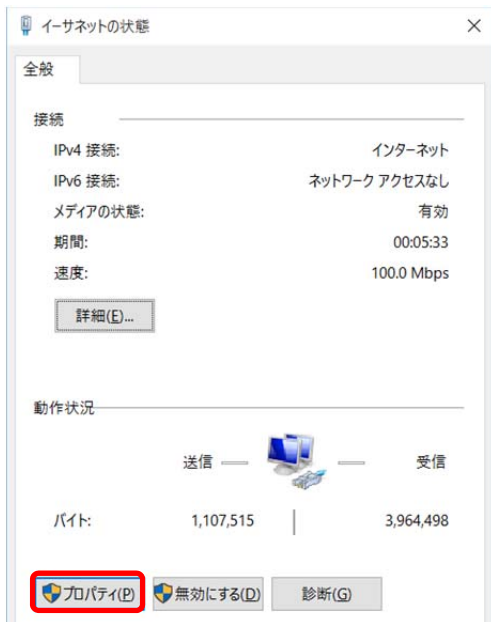 イーサネットの状態
全般
接続
IPv4 接続: インターネット
IPv6 接続: ネットワーク アクセスなし
メディアの状態: 有効
期間: 00:05:33
速度: 100.0 Mbps
詳細(E)...
動作状況
送信 受信
バイト: 1,107,515 3,964,498
プロパティ(P) 無効にする(D) 診断(G)